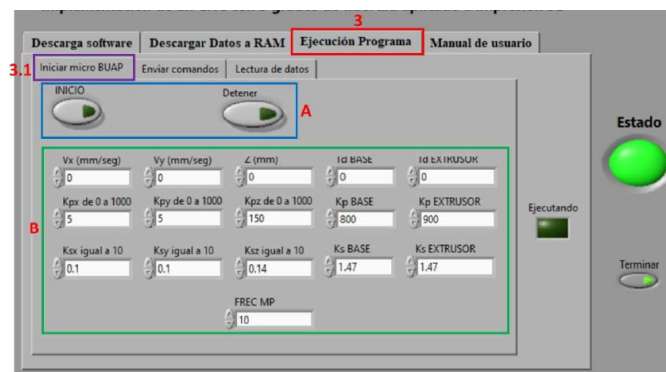 3
Descarga software
Descargar Datos a RAM
Ejecución Programa
Manual de usuario
3.1
Iniciar micro BUAP
Enviar comandos
Lectura de datos
INICIO
Detener
A
Estado
Vx (mm/seg)
Vy (mm/seg)
Z (mm)
Td BASE
Td EXTRUSOR
0
0
0
0
0
Kpx de 0 a 1000
Kpy de 0 a 1000
Kpz de 0 a 1000
Kp BASE
Kp EXTRUSOR
5
5
150
800
900
Ejecutando
B
Ksx igual a 10
Ksy igual a 10
Ksz igual a 10
Ks BASE
Ks EXTRUSOR
0.1
0.1
0.14
1.47
1.47
Terminar
FREC MP
10